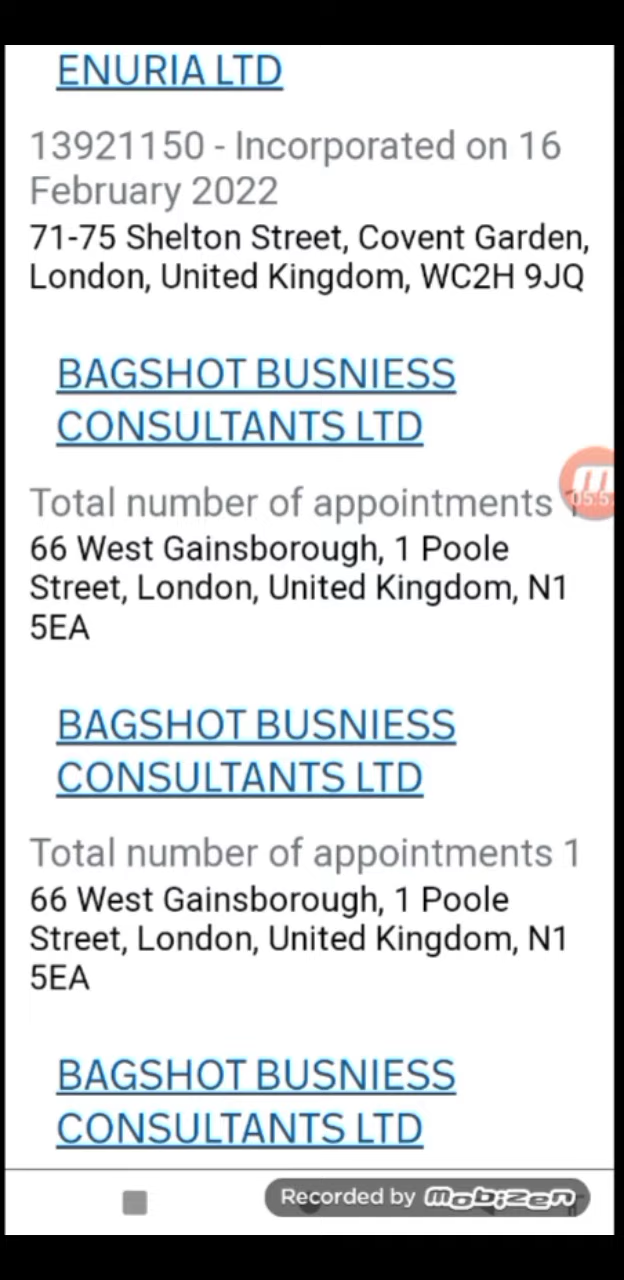 ENURIA LTD
13921150 - Incorporated on 16
February 2022
71-75 Shelton Street, Covent Garden,
London, United Kingdom, WC2H 9JQ
BAGSHOT BUSNIESS
CONSULTANTS LTD
Total number of appointments
66 West Gainsborough, 1 Poole
Street, London, United Kingdom, N1
5EA
BAGSHOT BUSNIESS
CONSULTANTS LTD
Total number of appointments 1
66 West Gainsborough, 1 Poole
Street, London, United Kingdom, N1
5EA
BAGSHOT BUSNIESS
CONSULTANTS LTD
Recorded by mobizen